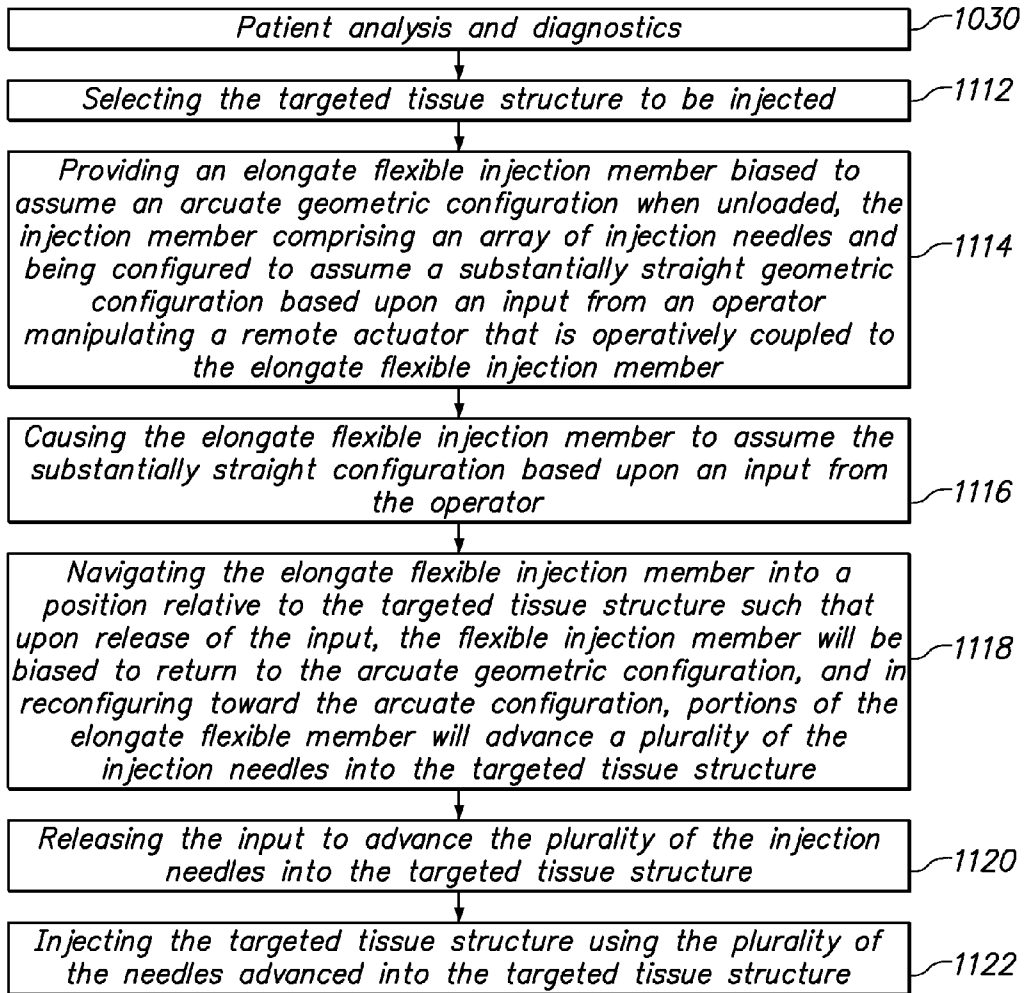 Patient analysis and diagnostics
1030
Selecting the targeted tissue structure to be injected
1112
Providing an elongate flexible injection member biased to
assume an arcuate geometric configuration when unloaded, the
injection member comprising an array of injection needles and
being configured to assume a substantially straight geometric
configuration based upon an input from an operator
manipulating a remote actuator that is operatively coupled to
the elongate flexible injection member
1114
Causing the elongate flexible injection member to assume the
substantially straight configuration based upon an input from
the operator
1116
Navigating the elongate flexible injection member into a
position relative to the targeted tissue structure such that
upon release of the input, the flexible injection member will be
biased to return to the arcuate geometric configuration, and in
reconfiguring toward the arcuate configuration, portions of the
elongate flexible member will advance a plurality of the
injection needles into the targeted tissue structure
1118
Releasing the input to advance the plurality of the injection
needles into the targeted tissue structure
1120
Injecting the targeted tissue structure using the plurality of
the needles advanced into the targeted tissue structure
1122